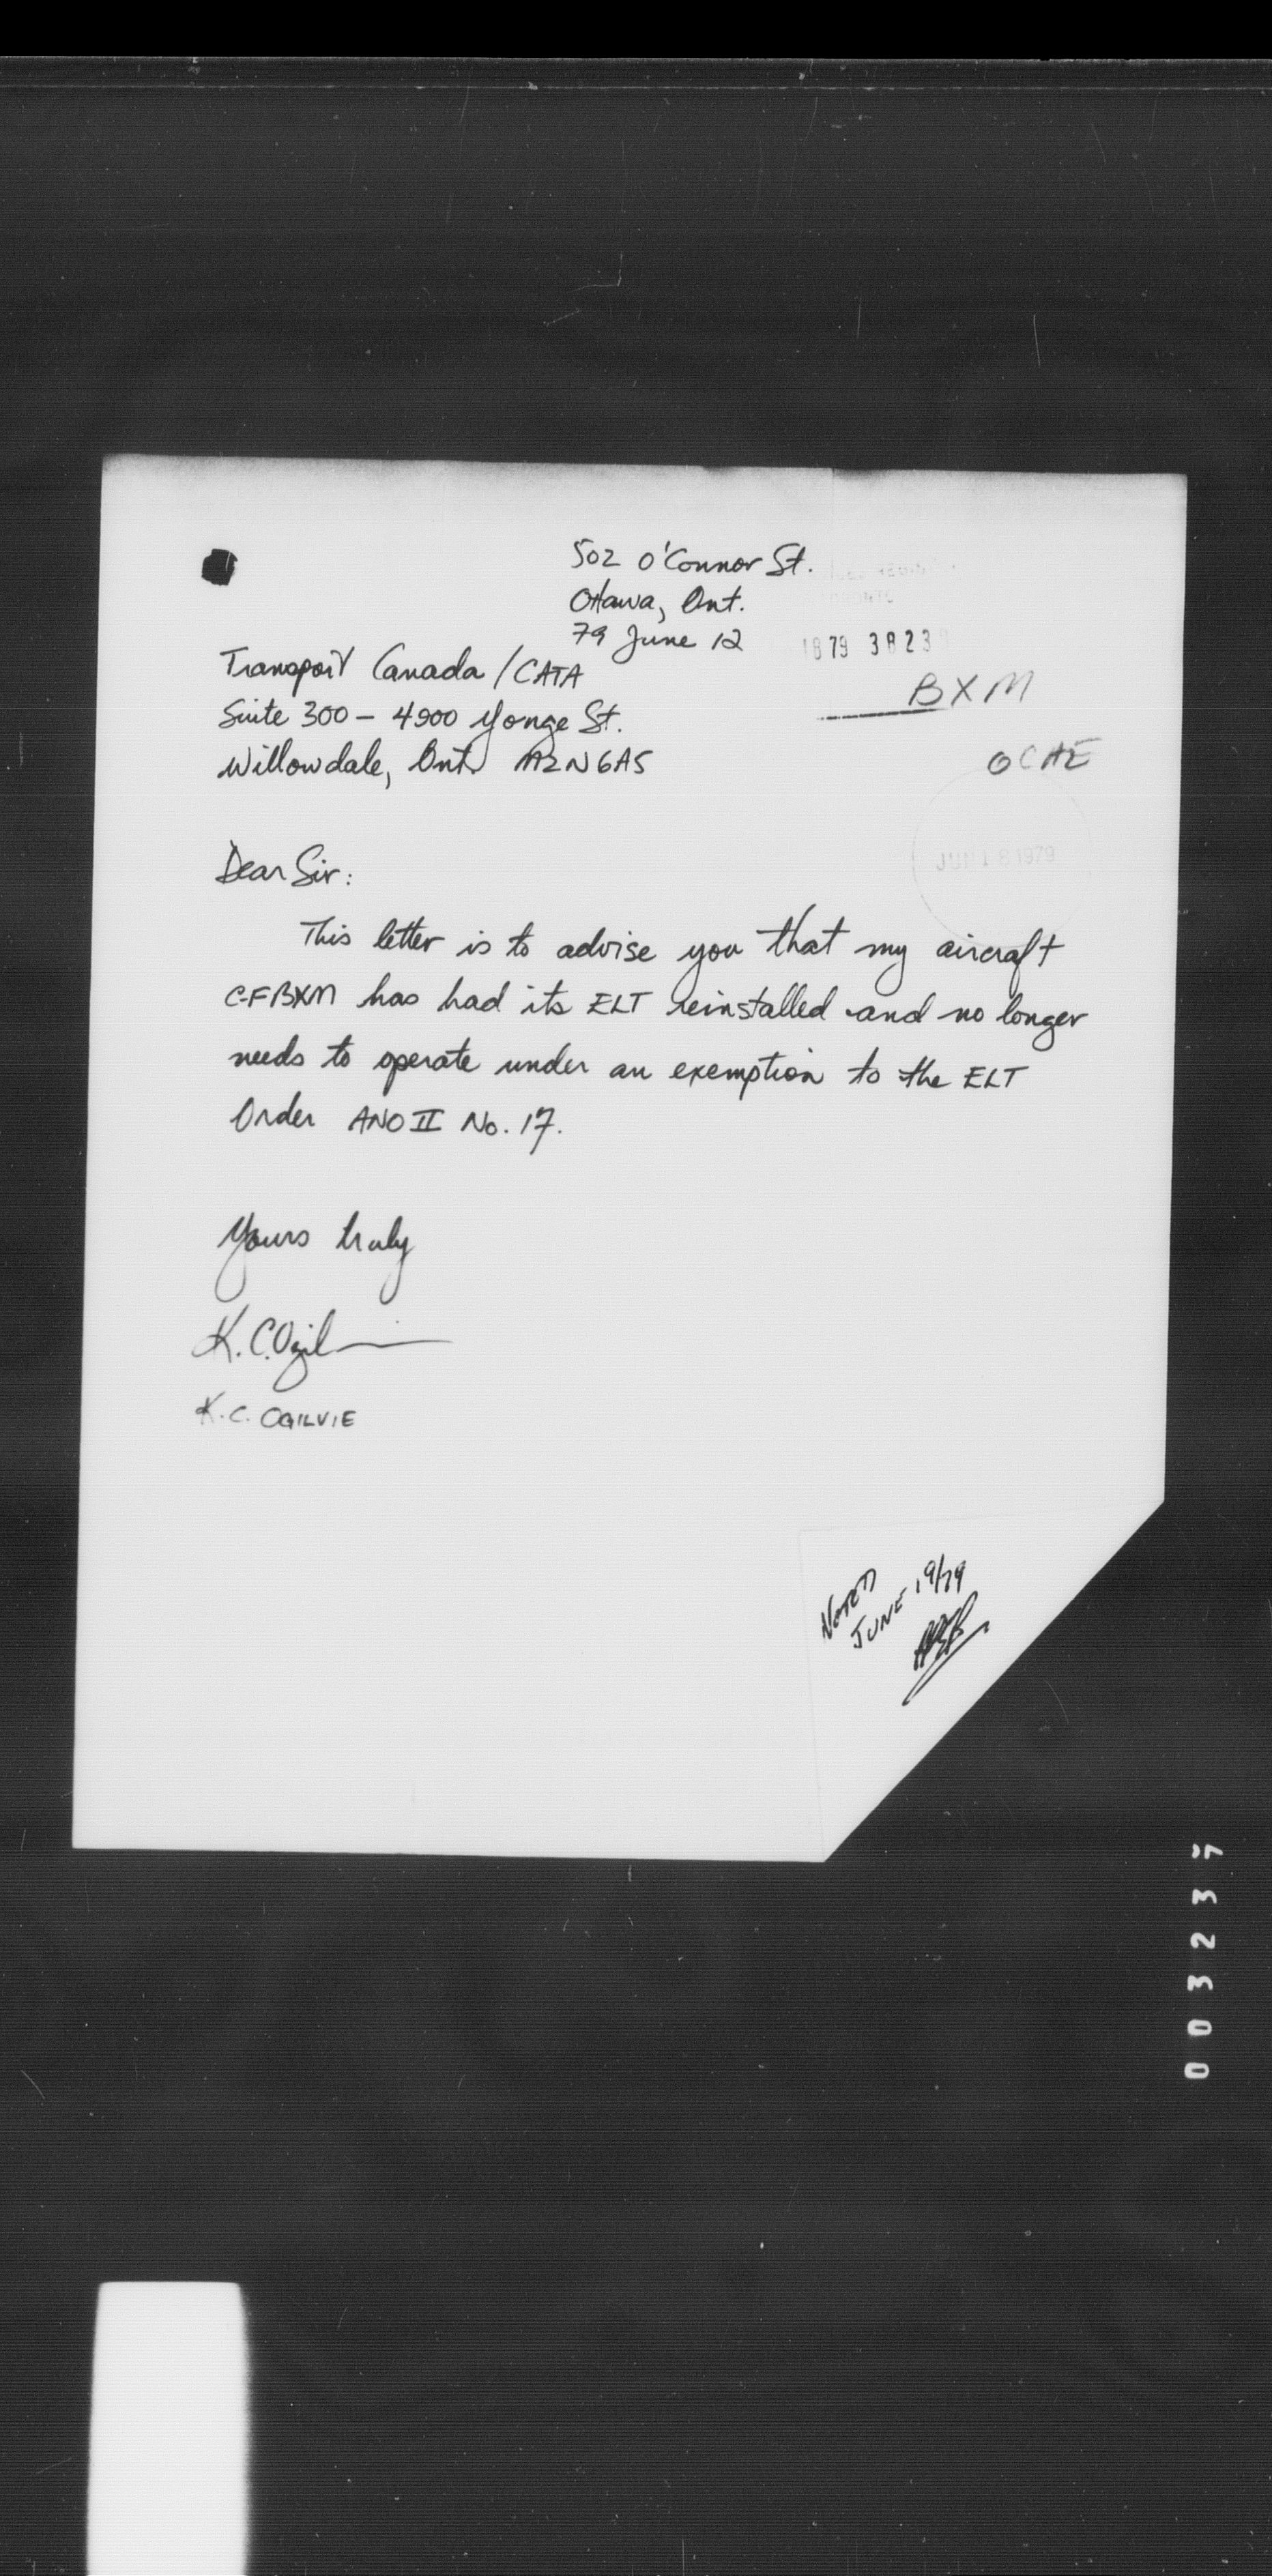 502 O'Connor St.
Ottawa, Ont.
79 June 12
1879 3823
Transport Canada/CATA
Suite 300 - 4900 Yonge St.
Willowdale, Ont. M2N6A5
BXM
OCAE
JUN 18 1979
Dear Sir:
This letter is to advise you that my aircraft
C-FBXM has had its ELT reinstalled and no longer
needs to operate under an exemption to the ELT
Order ANO II No. 17.
Yours truly
K.C. Ogilvie
K.C. OGILVIE
NOTED
JUNE 19/79
003237